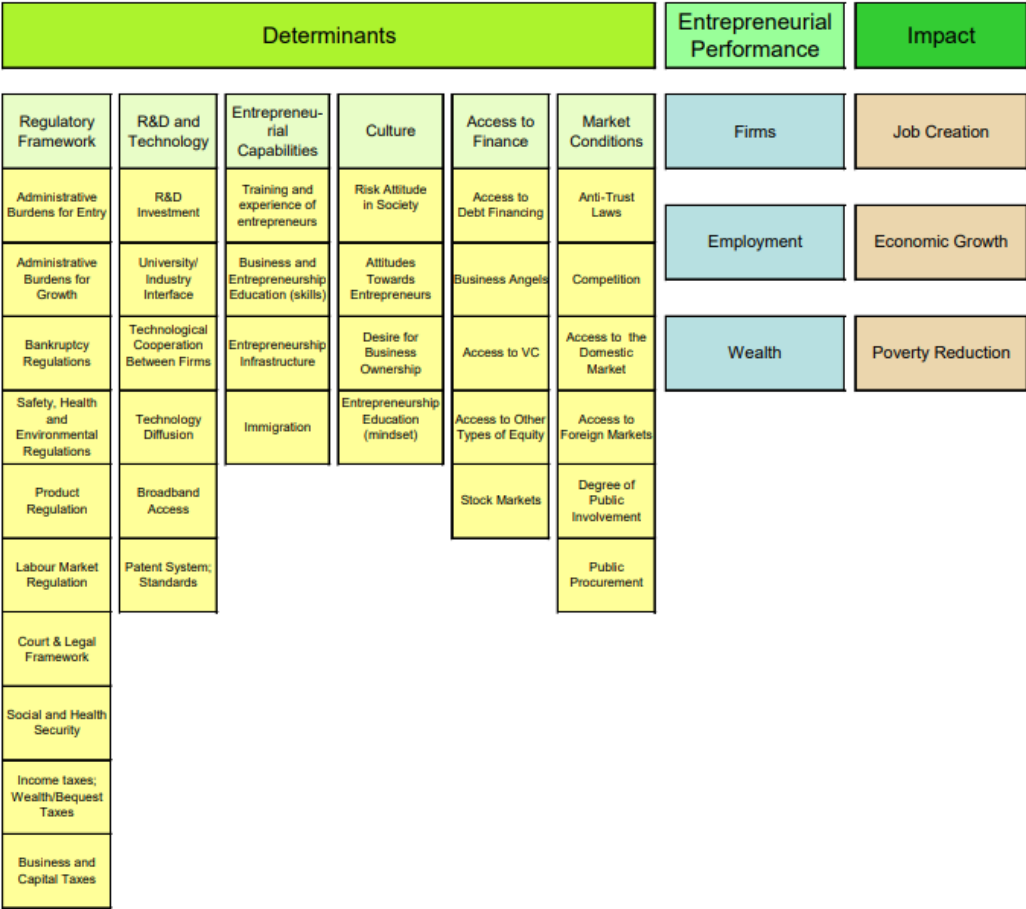 Determinants
Entrepreneurial
Performance
Impact
Regulatory
Framework
Administrative
Burdens for Entry
Administrative
Burdens for
Growth
Bankruptcy
Regulations
Safety, Health
and
Environmental
Regulations
Product
Regulation
Labour Market
Regulation
Court & Legal
Framework
Social and Health
Security
Income taxes;
Wealth/Bequest
Taxes
Business and
Capital Taxes
R&D and
Technology
R&D
Investment
University/
Industry
Interface
Technological
Cooperation
Between Firms
Technology
Diffusion
Broadband
Access
Patent System;
Standards
Entrepreneu-
rial
Capabilities
Training and
experience of
entrepreneurs
Business and
Entrepreneurship
Education (skills)
Entrepreneurship
Infrastructure
Immigration
Culture
Risk Attitude
in Society
Attitudes
Towards
Entrepreneurs
Desire for
Business
Ownership
Entrepreneurship
Education
(mindset)
Access to
Finance
Access to
Debt Financing
Business Angels
Access to VC
Access to Other
Types of Equity
Stock Markets
Market
Conditions
Anti-Trust
Laws
Competition
Access to the
Domestic
Market
Access to
Foreign Markets
Degree of
Public
Involvement
Public
Procurement
Firms
Employment
Wealth
Job Creation
Economic Growth
Poverty Reduction